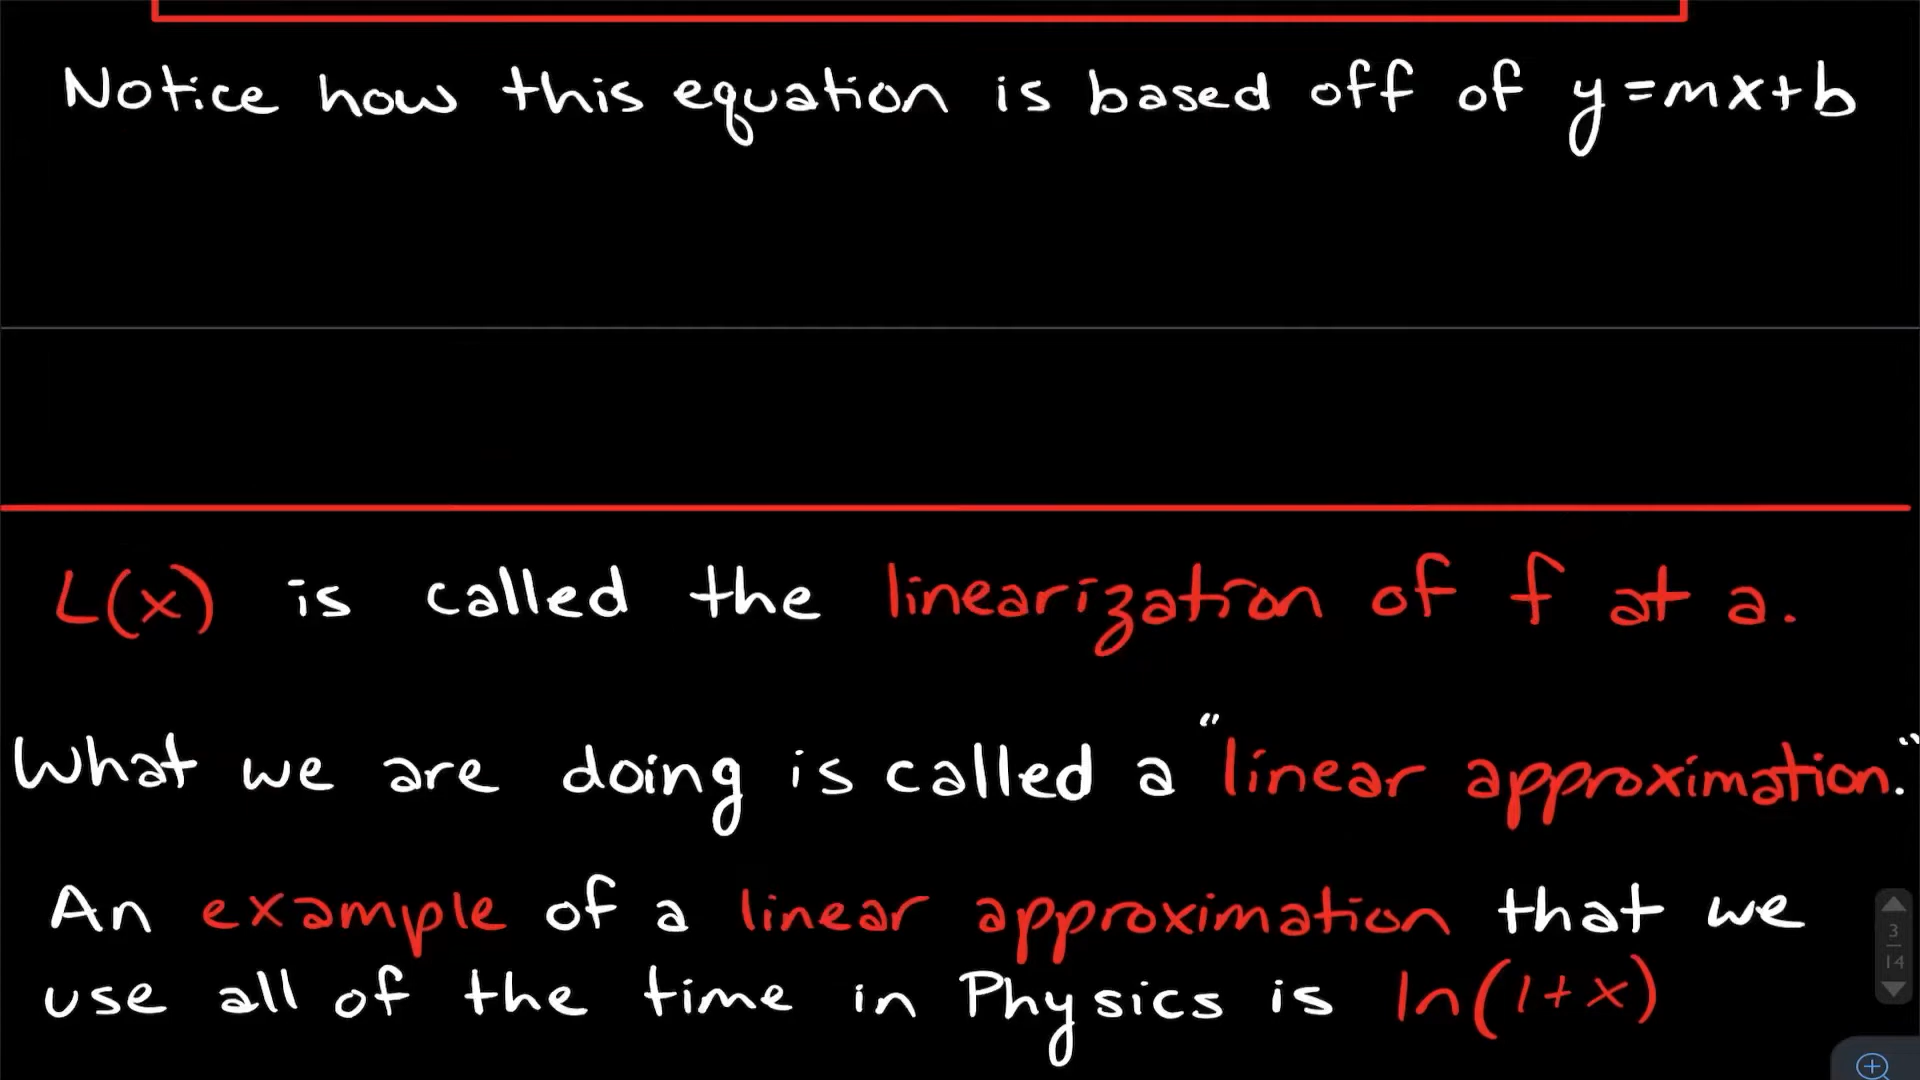 Notice how this equation is based off of y=mx+b
L(x) is called the linearization of f at a.
What we are doing is called a "linear approximation."
An example of a linear approximation that we
use all of the time in Physics is ln(1+x)
3
14